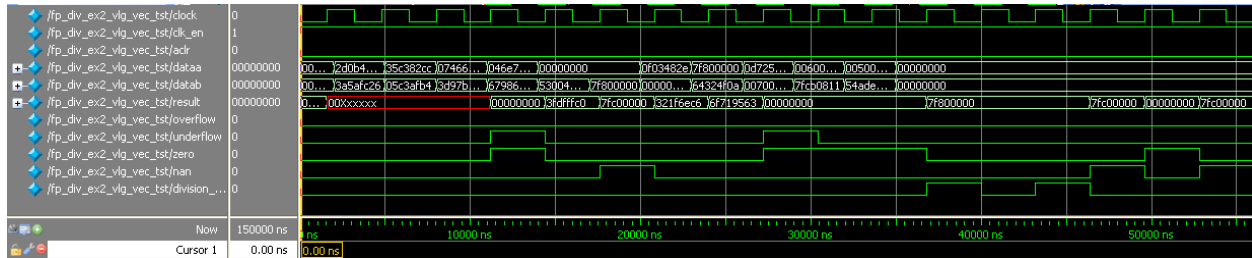 /fp_div_ex2_vlg_vec_tst/clock 0
/fp_div_ex2_vlg_vec_tst/clk_en 1
/fp_div_ex2_vlg_vec_tst/aclr 0
/fp_div_ex2_vlg_vec_tst/dataa 00000000 00... 2d0b4... 35c382cc 07466... 046e7... 00000000 0f03482e 7f800000 0d725... 00600... 00500... 00000000
/fp_div_ex2_vlg_vec_tst/datab 00000000 00... 3a5afc26 05c3afb4 3d97b... 67986... 53004... 7f800000 00000... 64324f0a 00700... 7fcb0811 54ade... 00000000
/fp_div_ex2_vlg_vec_tst/result 00000000 0... 00Xxxxxx 00000000 3fdfffc0 7fc00000 321f6ec6 6f719563 00000000 7f800000 7fc00000 00000000 7fc00000
/fp_div_ex2_vlg_vec_tst/overflow 0
/fp_div_ex2_vlg_vec_tst/underflow 0
/fp_div_ex2_vlg_vec_tst/zero 0
/fp_div_ex2_vlg_vec_tst/nan 0
/fp_div_ex2_vlg_vec_tst/division_... 0
Now 150000 ns ns 10000 ns 20000 ns 30000 ns 40000 ns 50000 ns
Cursor 1 0.00 ns 0.00 ns